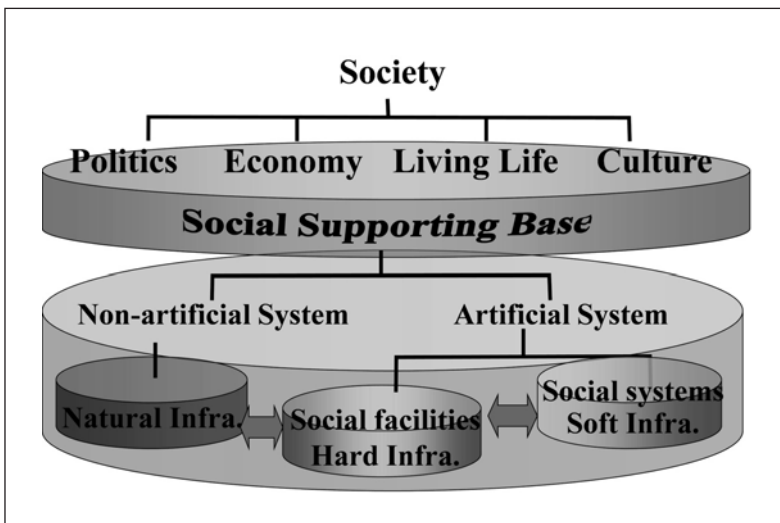 Society
Politics Economy Living Life Culture
Social Supporting Base
Non-artificial System Artificial System
Natural Infra. Social facilities Social systems
Hard Infra. Soft Infra.